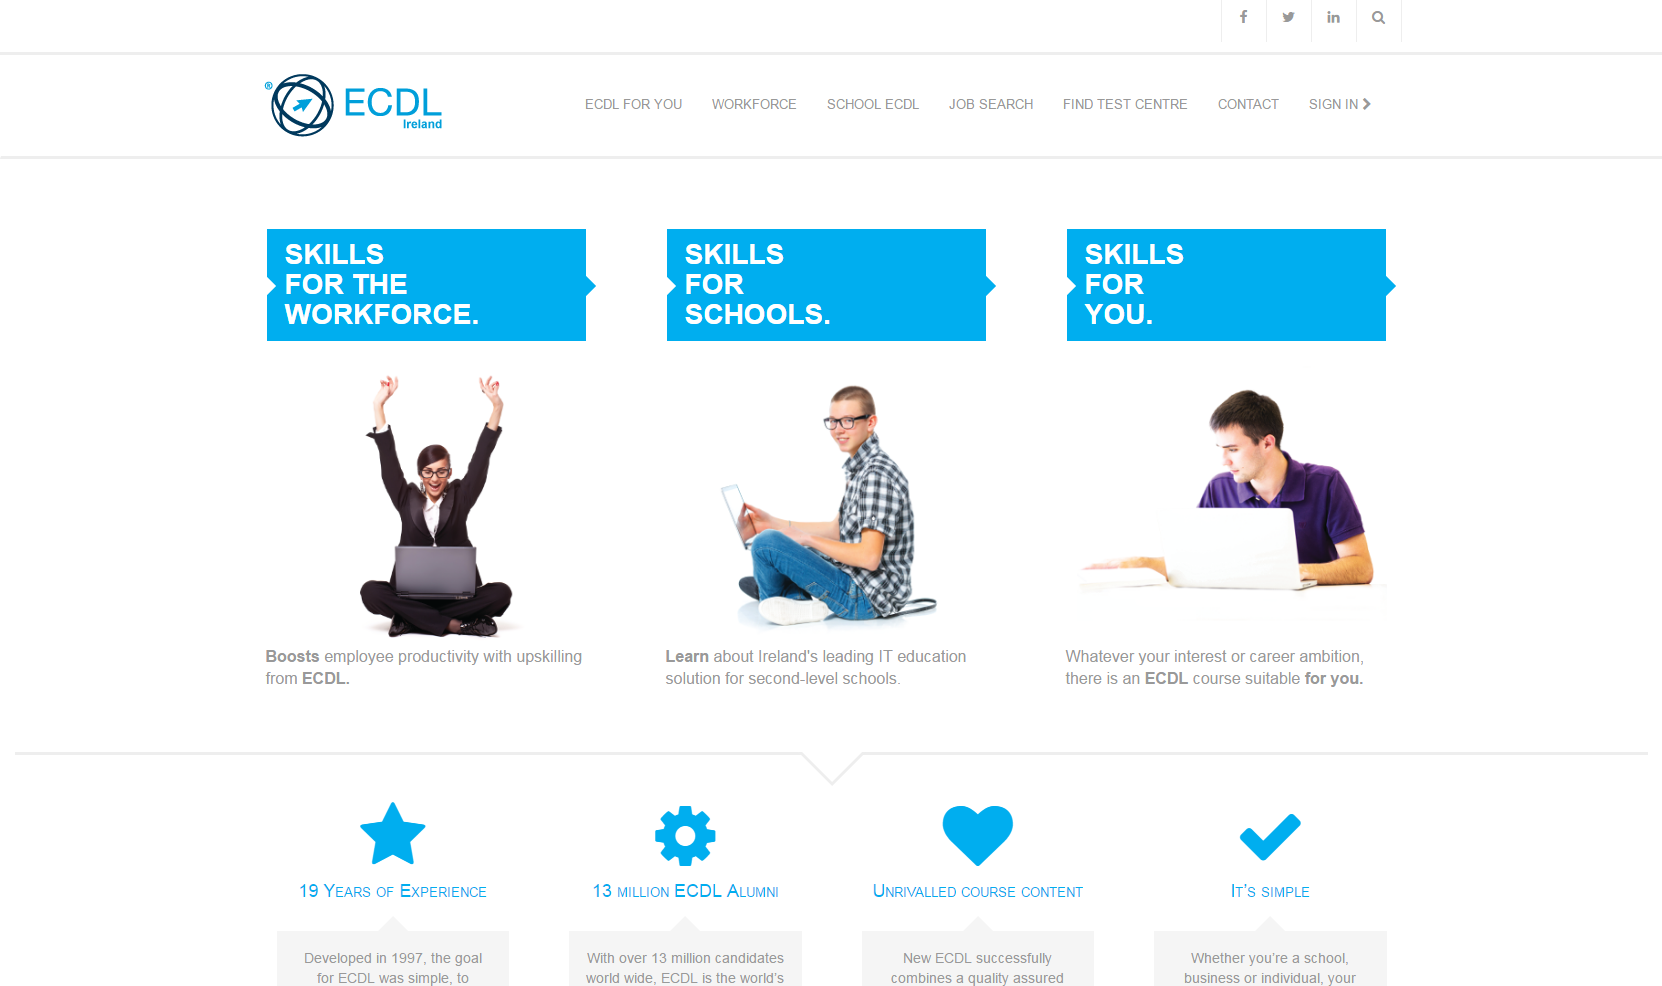 ® ECDL
Ireland
ECDL FOR YOU WORKFORCE SCHOOL ECDL JOB SEARCH FIND TEST CENTRE CONTACT SIGN IN
SKILLS
FOR THE
WORKFORCE.
SKILLS
FOR
SCHOOLS.
SKILLS
FOR
YOU.
Boosts employee productivity with upskilling
from ECDL.
Learn about Ireland's leading IT education
solution for second-level schools.
Whatever your interest or career ambition,
there is an ECDL course suitable for you.
19 Years of Experience
Developed in 1997, the goal
for ECDL was simple, to
13 million ECDL Alumni
With over 13 million candidates
world wide, ECDL is the world’s
Unrivalled course content
New ECDL successfully
combines a quality assured
It’s simple
Whether you’re a school,
business or individual, your